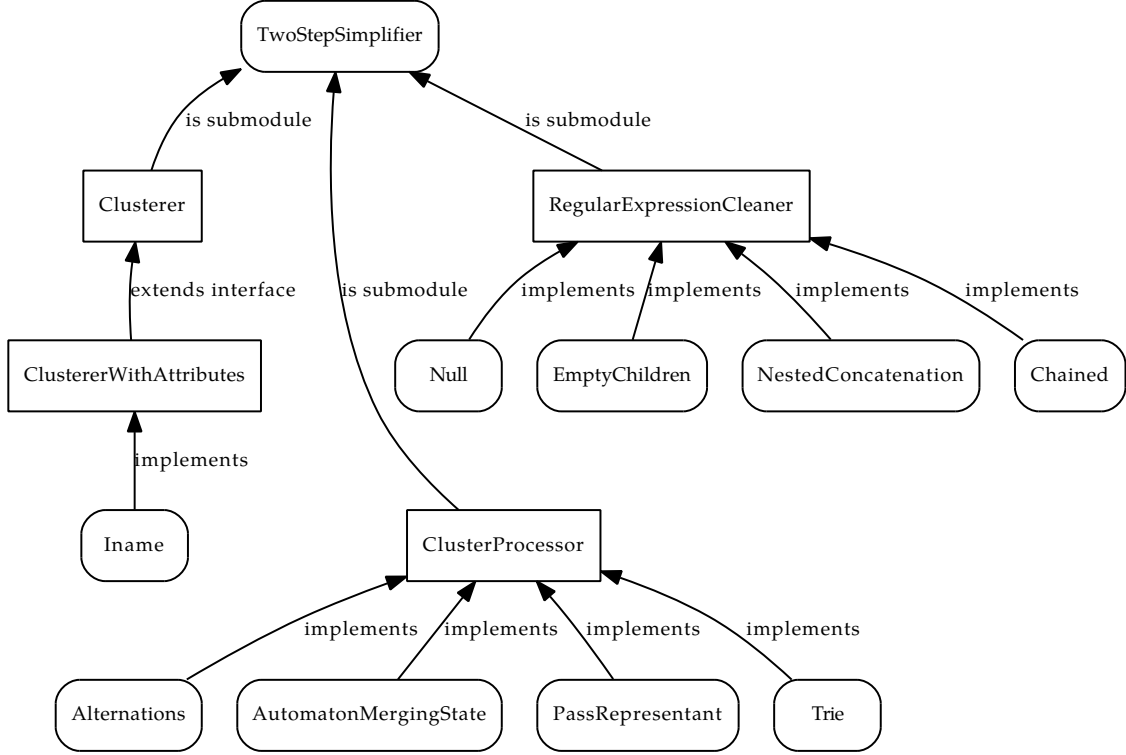 TwoStepSimplifier
is submodule
is submodule
Clusterer
RegularExpressionCleaner
extends interface
is submodule
implements
implements
implements
implements
ClustererWithAttributes
Null
EmptyChildren
NestedConcatenation
Chained
implements
Iname
ClusterProcessor
implements
implements
implements
implements
Alternations
AutomatonMergingState
PassRepresentant
Trie